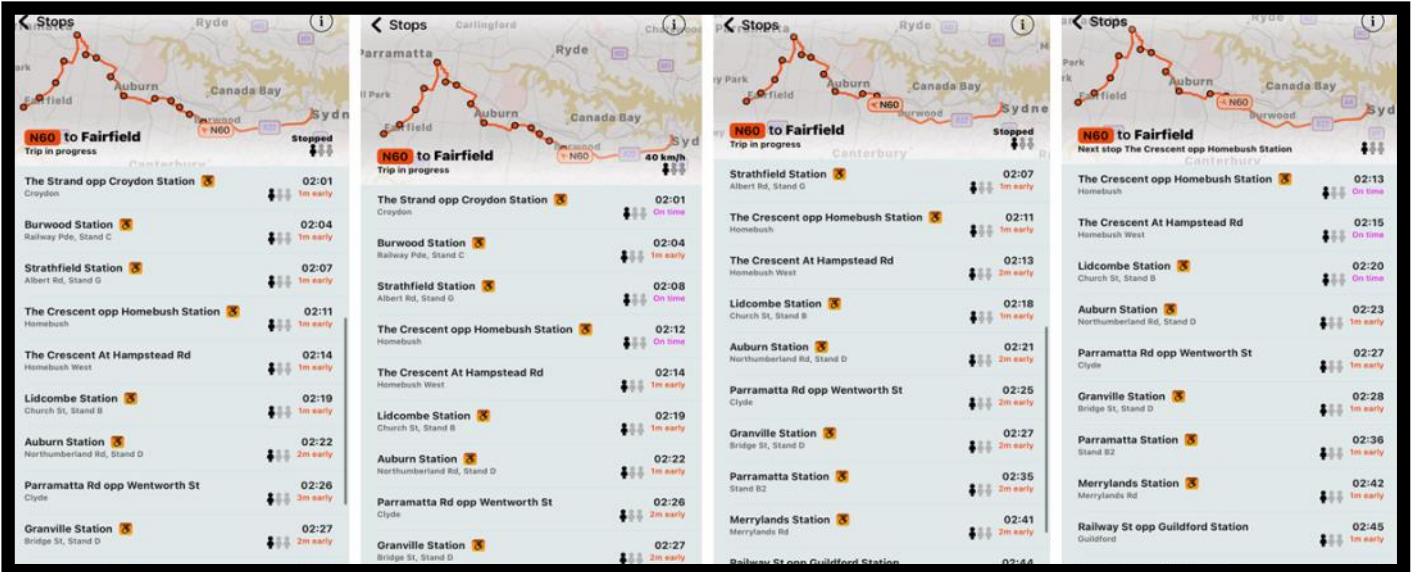 Stops
Ryde
Auburn
Canada Bay
Fairfield
Burwood
N60
N60 to Fairfield
Stopped
Trip in progress
Canterbury
The Strand opp Croydon Station
02:01
Croydon
1m early
Burwood Station
02:04
Railway Pde, Stand C
1m early
Strathfield Station
02:07
Albert Rd, Stand G
1m early
The Crescent opp Homebush Station
02:11
Homebush
1m early
The Crescent At Hampstead Rd
02:14
Homebush West
1m early
Lidcombe Station
02:19
Church St, Stand B
1m early
Auburn Station
02:22
Northumberland Rd, Stand D
2m early
Parramatta Rd opp Wentworth St
02:26
Clyde
3m early
Granville Station
02:27
Bridge St, Stand D
2m early
Stops
Carlingford
Parramatta
Ryde
Auburn
Canada Bay
Fairfield
N60
N60 to Fairfield
40 km/h
Trip in progress
The Strand opp Croydon Station
02:01
Croydon
On time
Burwood Station
02:04
Railway Pde, Stand C
1m early
Strathfield Station
02:08
Albert Rd, Stand G
On time
The Crescent opp Homebush Station
02:12
Homebush
On time
The Crescent At Hampstead Rd
02:14
Homebush West
1m early
Lidcombe Station
02:19
Church St, Stand B
1m early
Auburn Station
02:22
Northumberland Rd, Stand D
1m early
Parramatta Rd opp Wentworth St
02:26
Clyde
2m early
Granville Station
02:27
Bridge St, Stand D
2m early
Stops
Ryde
Auburn
Canada Bay
Fairfield
N60
Burwood
N60 to Fairfield
Stopped
Trip in progress
Canterbury
Strathfield Station
02:07
Albert Rd, Stand G
1m early
The Crescent opp Homebush Station
02:11
Homebush
1m early
The Crescent At Hampstead Rd
02:13
Homebush West
2m early
Lidcombe Station
02:18
Church St, Stand B
1m early
Auburn Station
02:21
Northumberland Rd, Stand D
2m early
Parramatta Rd opp Wentworth St
02:25
Clyde
2m early
Granville Station
02:27
Bridge St, Stand D
2m early
Parramatta Station
02:35
Stand B2
2m early
Merrylands Station
02:41
Merrylands Rd
2m early
Railway St opp Guildford Station
02:44
Stops
Ryde
Auburn
Canada Bay
Fairfield
N60
Burwood
N60 to Fairfield
Next stop The Crescent opp Homebush Station
Canterbury
The Crescent opp Homebush Station
02:13
Homebush
On time
The Crescent At Hampstead Rd
02:15
Homebush West
On time
Lidcombe Station
02:20
Church St, Stand B
On time
Auburn Station
02:23
Northumberland Rd, Stand D
1m early
Parramatta Rd opp Wentworth St
02:27
Clyde
1m early
Granville Station
02:28
Bridge St, Stand D
1m early
Parramatta Station
02:36
Stand B2
1m early
Merrylands Station
02:42
Merrylands Rd
1m early
Railway St opp Guildford Station
02:45
Guildford
1m early